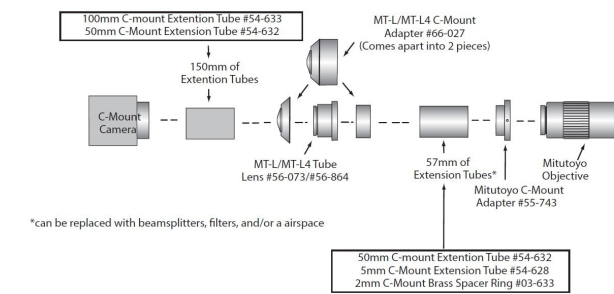 100mm C-mount Extention Tube #54-633
50mm C-Mount Extension Tube #54-632
MT-L/MT-L4 C-Mount
Adapter #66-027
(Comes apart into 2 pieces)
150mm of
Extention Tubes
C-Mount
Camera
MT-L/MT-L4 Tube
Lens #56-073/#56-864
57mm of
Extension Tubes*
Mitutoyo C-Mount
Adapter #55-743
Mitutoyo
Objective
*can be replaced with beamsplitters, filters, and/or a airspace
50mm C-mount Extention Tube #54-632
5mm C-Mount Extension Tube #54-628
2mm C-Mount Brass Spacer Ring #03-633